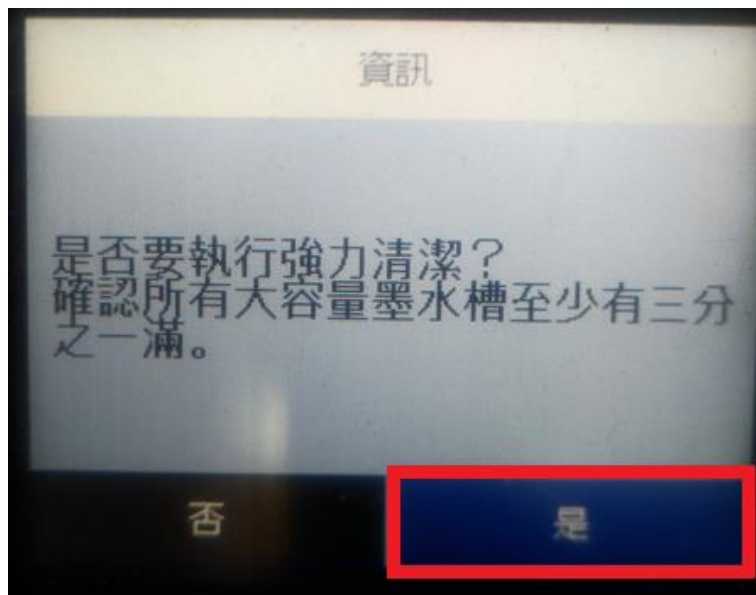 資訊
是否要執行強力清潔？
確認所有大容量墨水槽至少有三分
之一滿。
否
是